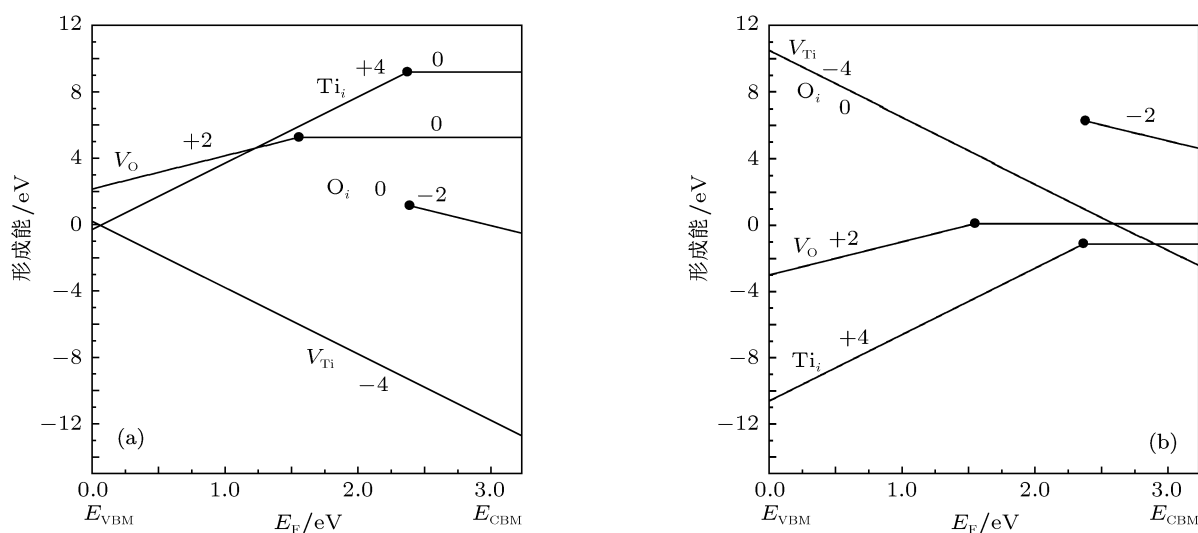 12
8
4
0
−4
−8
−12
形成能/eV
+4
0
Ti_i
+2
0
V_O
O_i 0 −2
V_Ti
−4
(a)
0.0 1.0 2.0 3.0
E_VBM E_F/eV E_CBM
12
8
4
0
−4
−8
−12
形成能/eV
V_Ti
−4
O_i
0
−2
V_O +2
+4
Ti_i
(b)
0.0 1.0 2.0 3.0
E_VBM E_F/eV E_CBM